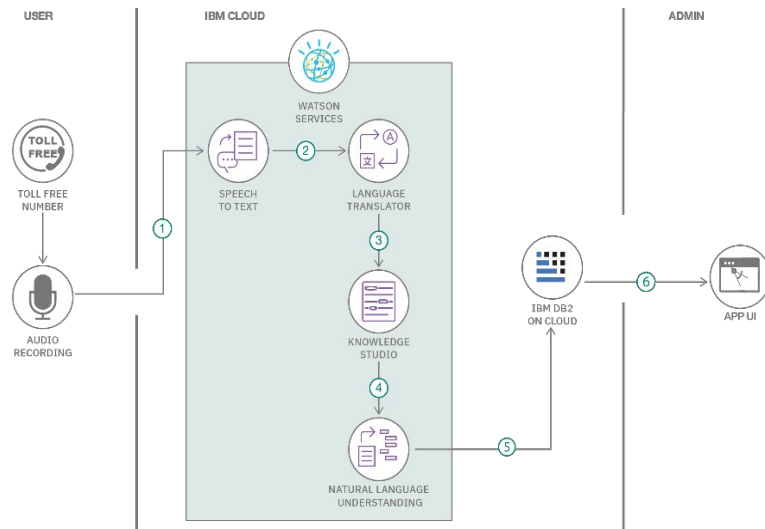 USER
IBM CLOUD
ADMIN
WATSON
SERVICES
TOLL
FREE
TOLL FREE
NUMBER
AUDIO
RECORDING
1
SPEECH
TO TEXT
2
A
文
LANGUAGE
TRANSLATOR
3
KNOWLEDGE
STUDIO
4
NATURAL LANGUAGE
UNDERSTANDING
5
IBM DB2
ON CLOUD
6
APP UI